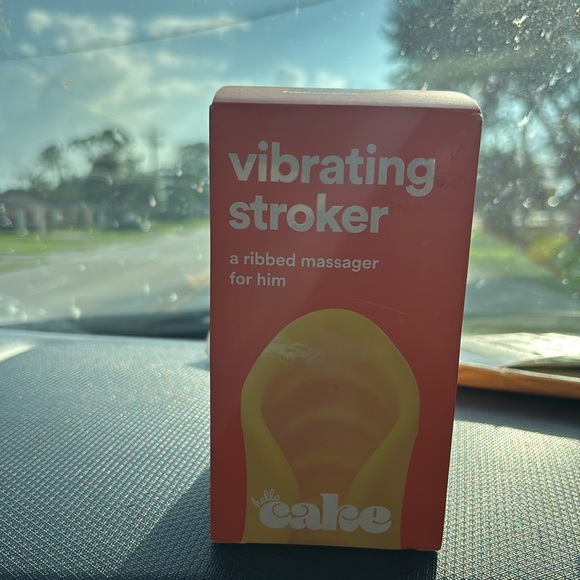 vibrating
stroker
a ribbed massager
for him
hello
cake